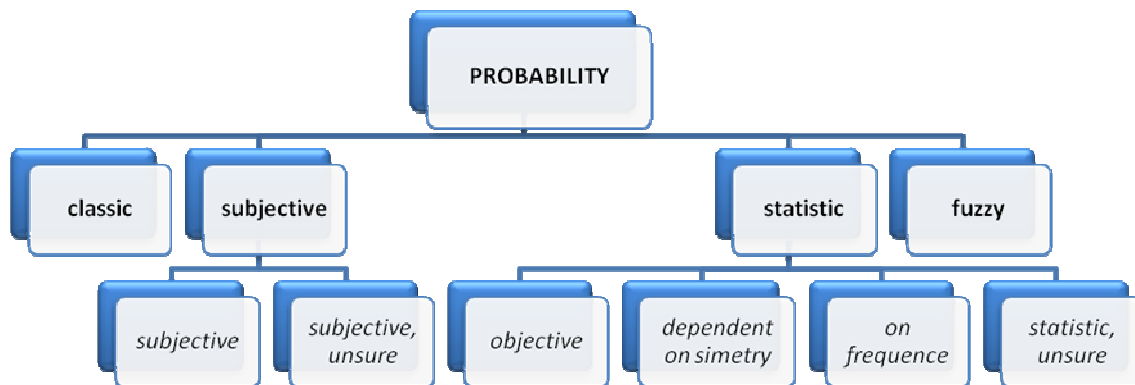 PROBABILITY
classic
subjective
statistic
fuzzy
subjective
subjective,
unsure
objective
dependent
on simetry
on
frequence
statistic,
unsure